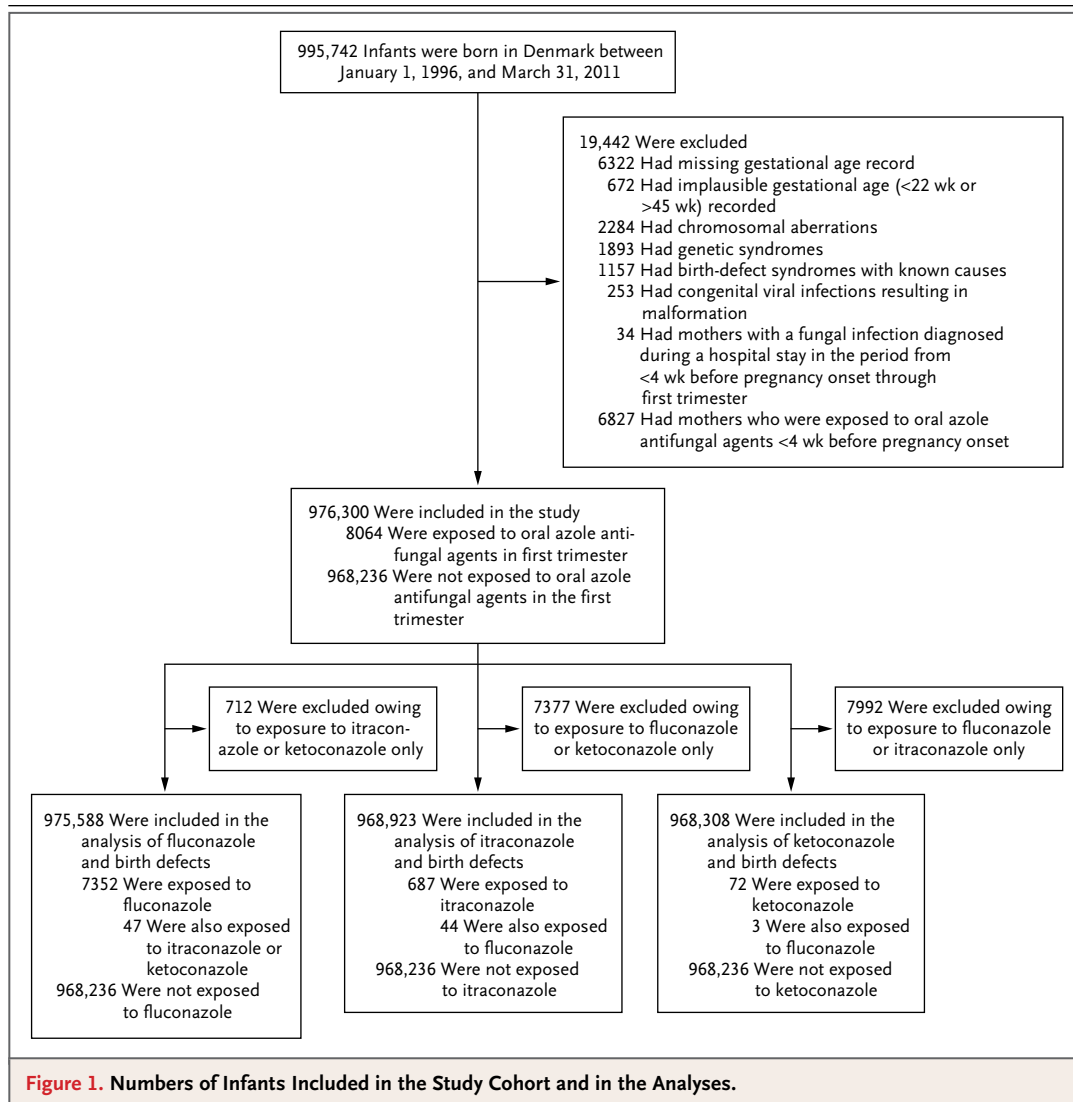 995,742 Infants were born in Denmark between
January 1, 1996, and March 31, 2011
19,442 Were excluded
6322 Had missing gestational age record
672 Had implausible gestational age (<22 wk or
>45 wk) recorded
2284 Had chromosomal aberrations
1893 Had genetic syndromes
1157 Had birth-defect syndromes with known causes
253 Had congenital viral infections resulting in
malformation
34 Had mothers with a fungal infection diagnosed
during a hospital stay in the period from
<4 wk before pregnancy onset through
first trimester
6827 Had mothers who were exposed to oral azole
antifungal agents <4 wk before pregnancy onset
976,300 Were included in the study
8064 Were exposed to oral azole anti-
fungal agents in first trimester
968,236 Were not exposed to oral azole
antifungal agents in the first
trimester
712 Were excluded owing
to exposure to itracon-
azole or ketoconazole only
7377 Were excluded owing
to exposure to fluconazole
or ketoconazole only
7992 Were excluded owing
to exposure to fluconazole
or itraconazole only
975,588 Were included in the
analysis of fluconazole
and birth defects
7352 Were exposed to
fluconazole
47 Were also exposed
to itraconazole or
ketoconazole
968,236 Were not exposed
to fluconazole
968,923 Were included in the
analysis of itraconazole
and birth defects
687 Were exposed to
itraconazole
44 Were also exposed
to fluconazole
968,236 Were not exposed
to itraconazole
968,308 Were included in the
analysis of ketoconazole
and birth defects
72 Were exposed to
ketoconazole
3 Were also exposed
to fluconazole
968,236 Were not exposed
to ketoconazole
Figure 1. Numbers of Infants Included in the Study Cohort and in the Analyses.